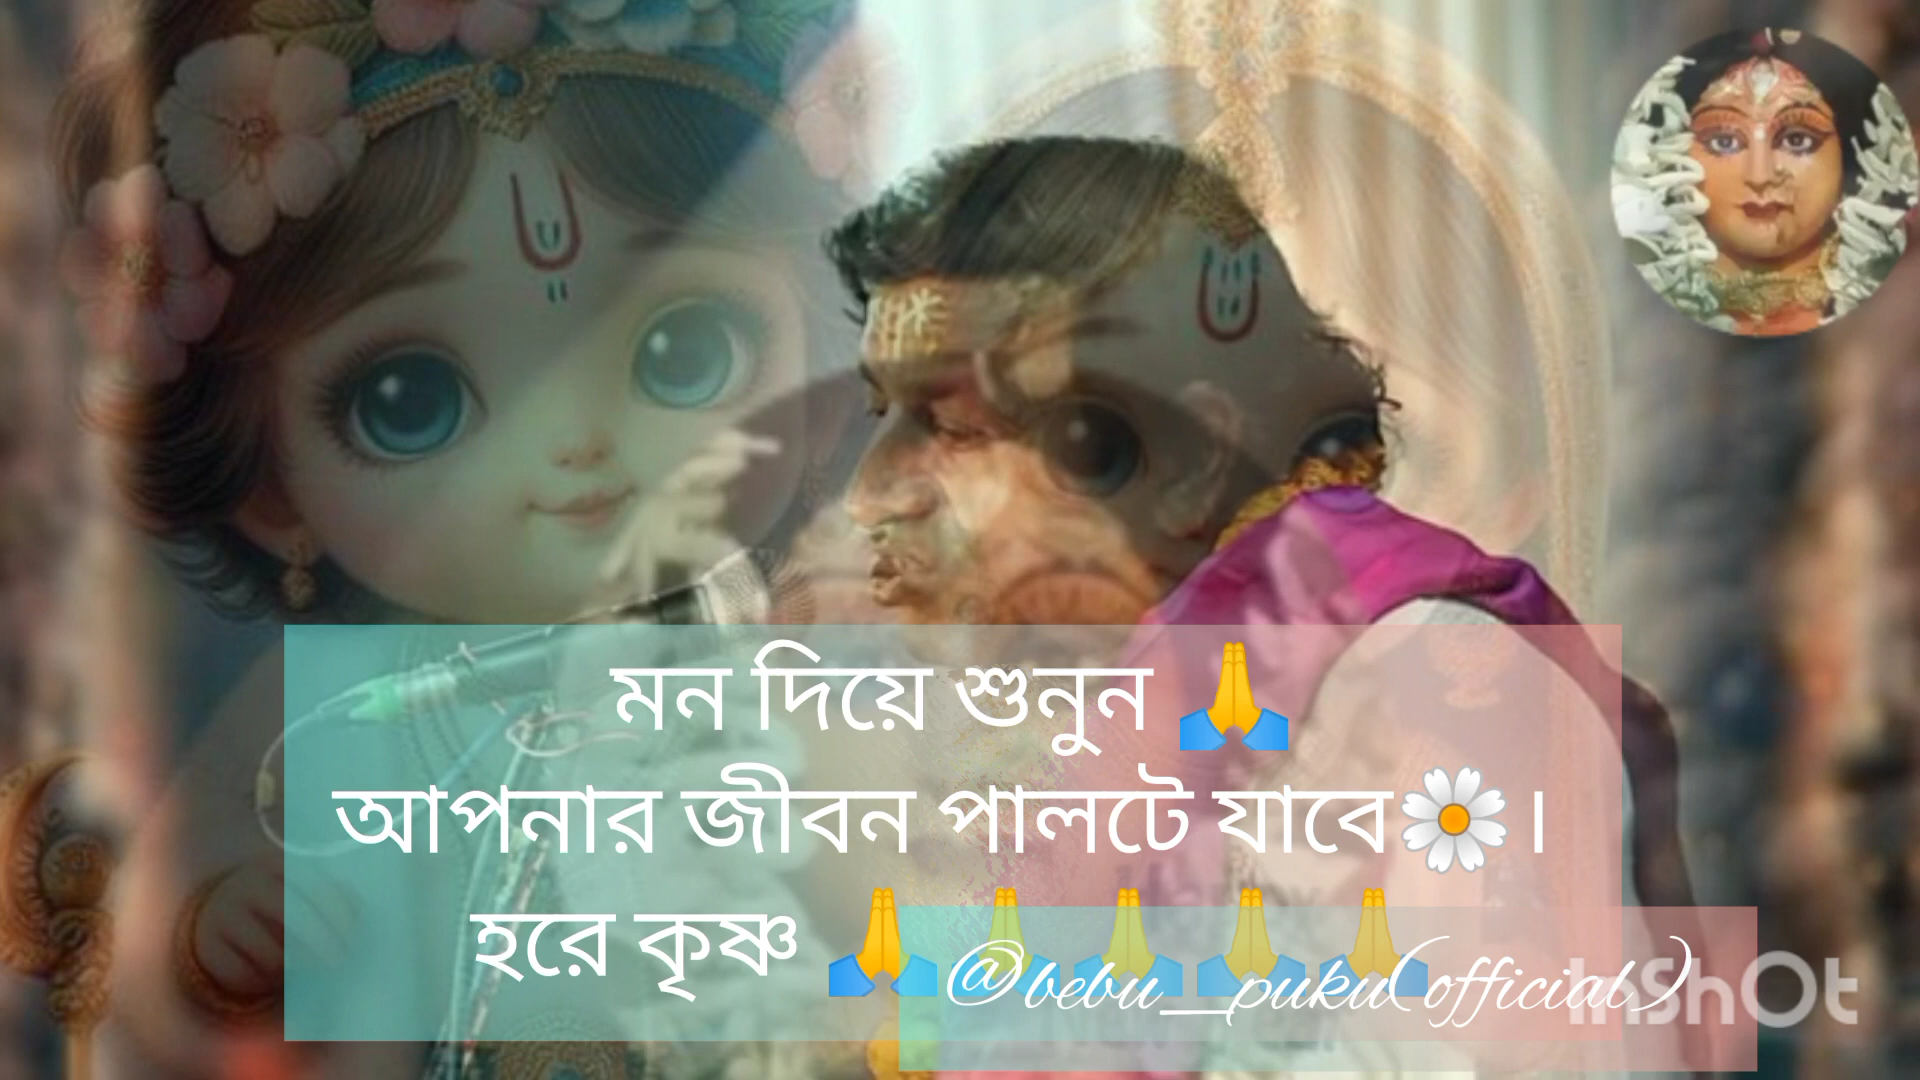 মন দিয়ে শুনুন 🙏
আপনার জীবন পালটে যাবে🌼।
হরে কৃষ্ণ 🙏🙏🙏🙏🙏
@bebu_puku(official)
InShOt